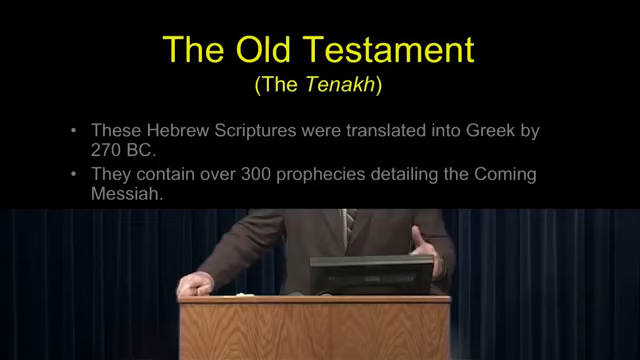 The Old Testament
(The Tenakh)
• These Hebrew Scriptures were translated into Greek by
270 BC.
• They contain over 300 prophecies detailing the Coming
Messiah.